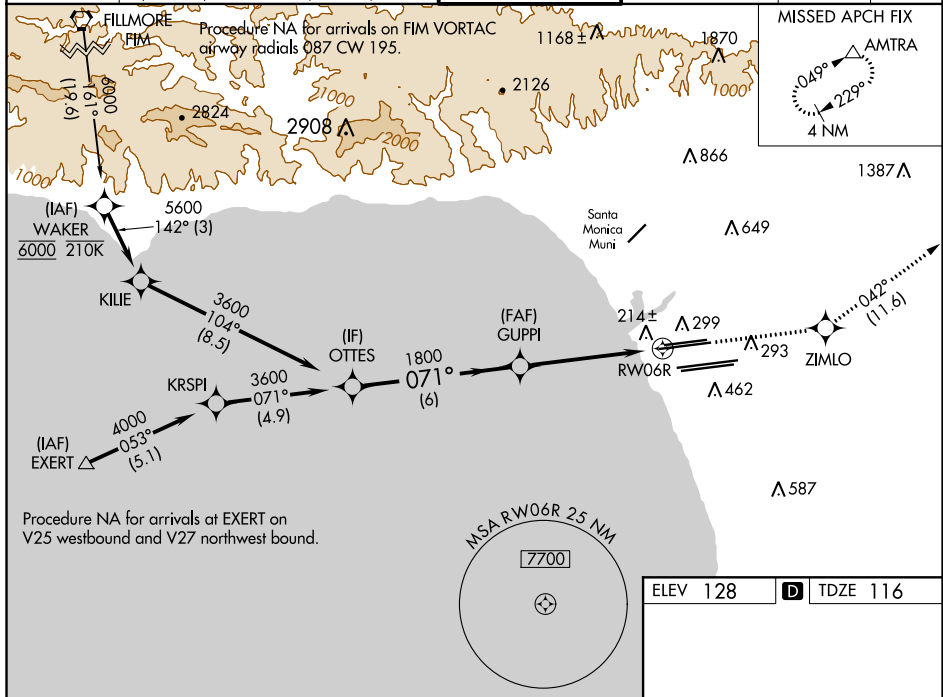 FILLMORE
FIM
Procedure NA for arrivals on FIM VORTAC
airway radials 087 CW 195.
6000
161°
(19.6)
1168 ±
1870
MISSED APCH FIX
AMTRA
049°
229°
4 NM
2126
1000
1000
2824
2908
2000
1000
866
1387
(IAF)
WAKER
6000 210K
5600
142° (3)
Santa
Monica
Muni
649
KILIE
3600
104°
(8.5)
042°
(11.6)
(IF)
OTTES
(FAF)
GUPPI
214 ±
299
293
ZIMLO
RW06R
462
KRSPI
3600
071°
(4.9)
1800
071°
(6)
(IAF)
EXERT
4000
053°
(5.1)
587
Procedure NA for arrivals at EXERT on
V25 westbound and V27 northwest bound.
MSA RW06R 25 NM
7700
ELEV 128 D TDZE 116